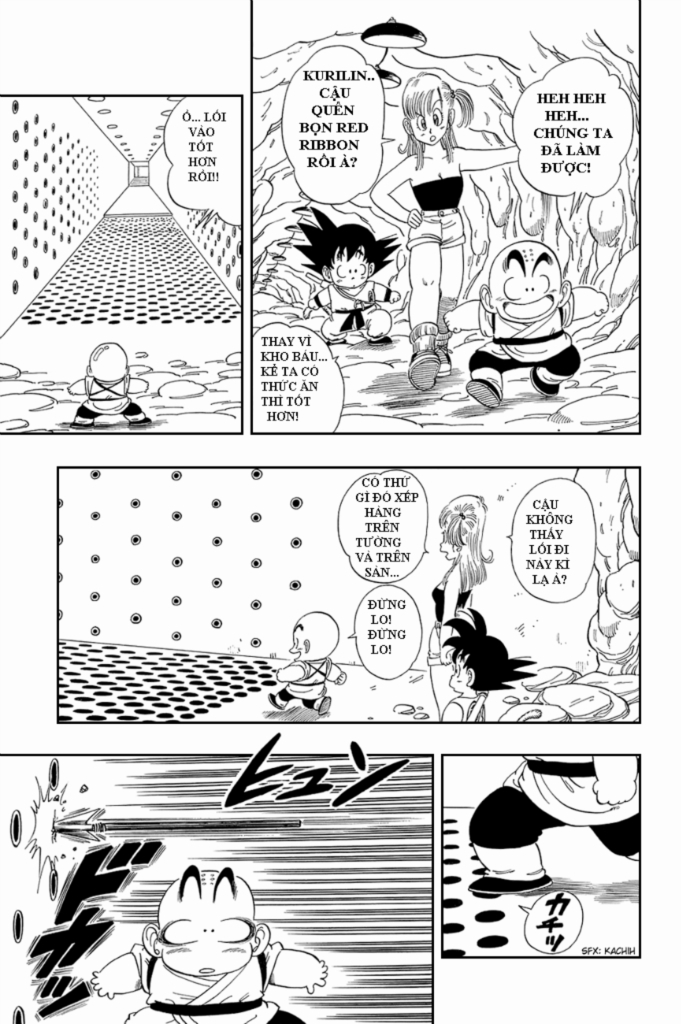 HEH HEH
HEH...
CHÚNG TA
ĐÃ LÀM
ĐƯỢC!
KURILIN..
CẬU
QUÊN
BỌN RED
RIBBON
RỒI À?
THAY VÌ
KHO BÁU...
KỂ TA CÓ
THỨC ĂN
THÌ TỐT
HƠN!
Ồ... LỐI
VÀO
TỐT
HƠN
RỒI!!
CẬU
KHÔNG
THẤY
LỐI ĐI
NÀY KÌ
LẠ À?
CÓ THỨ
GÌ ĐÓ XẾP
HÀNG
TRÊN
TƯỜNG
VÀ TRÊN
SÀN...
ĐỪNG
LO!
ĐỪNG
LO!
カチッ
SFX: KACHIH
ヒュン
ドカッ